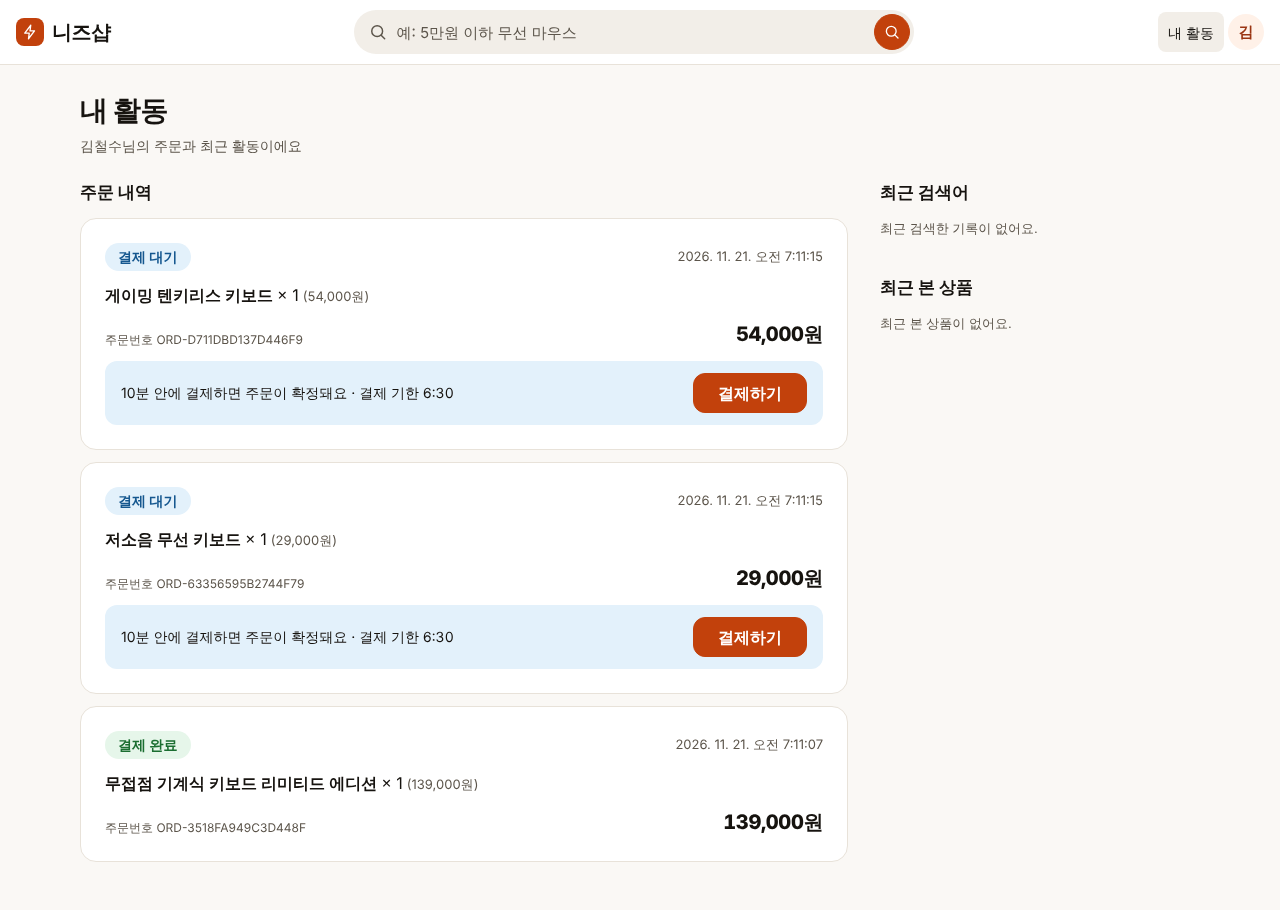 니즈샵
예: 5만원 이하 무선 마우스
내 활동
김
내 활동
김철수님의 주문과 최근 활동이에요
주문 내역
결제 대기
2026. 11. 21. 오전 7:11:15
게이밍 텐키리스 키보드 × 1 (54,000원)
주문번호 ORD-D711DBD137D446F9
54,000원
10분 안에 결제하면 주문이 확정돼요 · 결제 기한 6:30
결제하기
결제 대기
2026. 11. 21. 오전 7:11:15
저소음 무선 키보드 × 1 (29,000원)
주문번호 ORD-63356595B2744F79
29,000원
10분 안에 결제하면 주문이 확정돼요 · 결제 기한 6:30
결제하기
결제 완료
2026. 11. 21. 오전 7:11:07
무접점 기계식 키보드 리미티드 에디션 × 1 (139,000원)
주문번호 ORD-3518FA949C3D448F
139,000원
최근 검색어
최근 검색한 기록이 없어요.
최근 본 상품
최근 본 상품이 없어요.